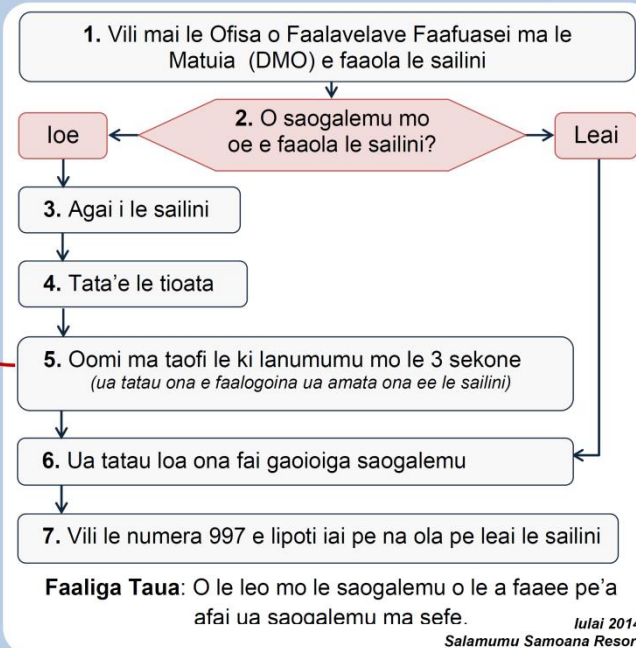 1. Vili mai le Ofisa o Faalavelave Faafuasei ma le
Matuia (DMO) e faaola le sailini
2. O saogalemu mo
oe e faaola le sailini?
Ioe
Leai
3. Agai i le sailini
4. Tata'e le tioata
5. Oomi ma taofi le ki lanumumu mo le 3 sekone
(ua tatau ona e faalogoina ua amata ona ee le sailini)
6. Ua tatau loa ona fai gaoioiga saogalemu
7. Vili le numera 997 e lipoti iai pe na ola pe leai le sailini
Faaliga Taua: O le leo mo le saogalemu o le a faaee pe'a
afai ua saogalemu ma sefe.
Iulai 2014
Salamumu Samoana Resor